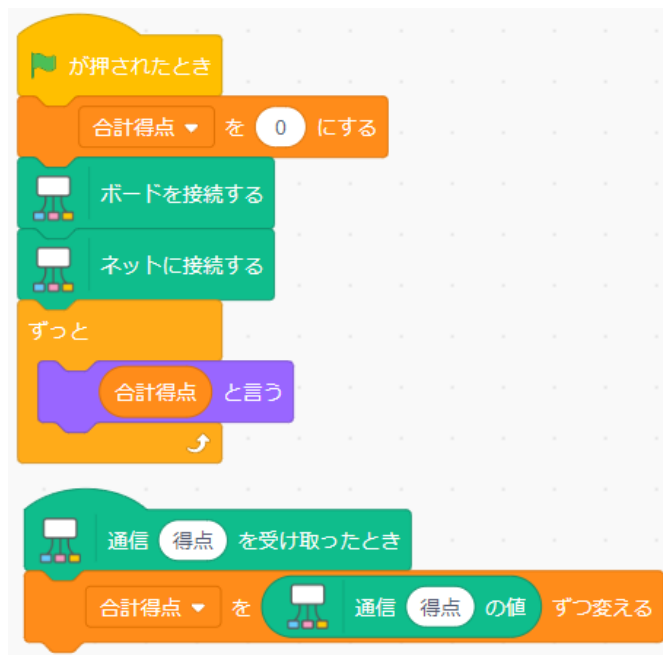 が押されたとき
合計得点 を 0 にする
ボードを接続する
ネットに接続する
ずっと
合計得点 と言う
通信 得点 を受け取ったとき
合計得点 を 通信 得点 の値 ずつ変える